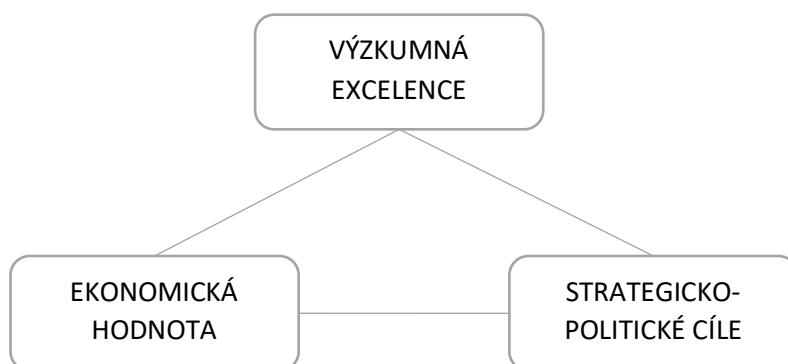 VÝZKUMNÁ
EXCELENCE
EKONOMICKÁ
HODNOTA
STRATEGICKO-
POLITICKÉ CÍLE